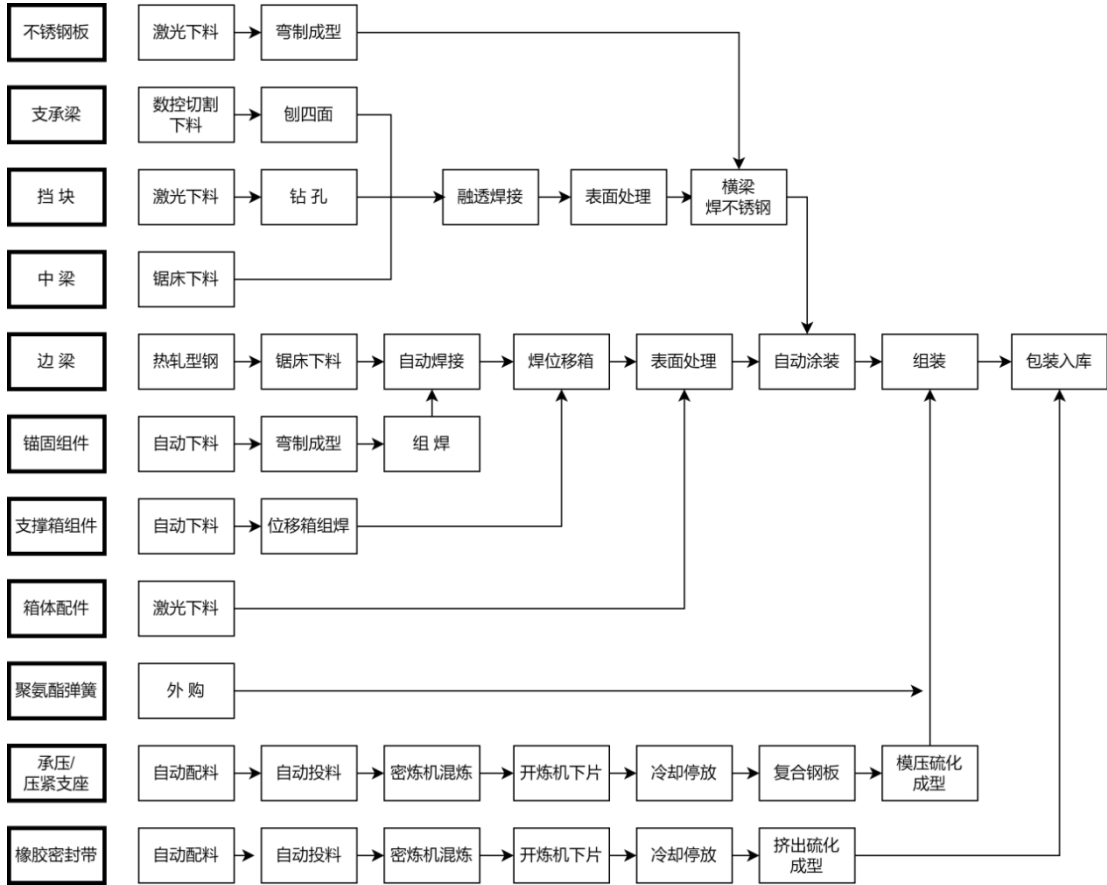 不锈钢板
激光下料
弯制成型
支承梁
数控切割
下料
刨四面
挡 块
激光下料
钻 孔
融透焊接
表面处理
横梁
焊不锈钢
中 梁
锯床下料
边 梁
热轧型钢
锯床下料
自动焊接
焊位移箱
表面处理
自动涂装
组装
包装入库
锚固组件
自动下料
弯制成型
组 焊
支撑箱组件
自动下料
位移箱组焊
箱体配件
激光下料
聚氨酯弹簧
外 购
承压/
压紧支座
自动配料
自动投料
密炼机混炼
开炼机下片
冷却停放
复合钢板
模压硫化
成型
橡胶密封带
自动配料
自动投料
密炼机混炼
开炼机下片
冷却停放
挤出硫化
成型